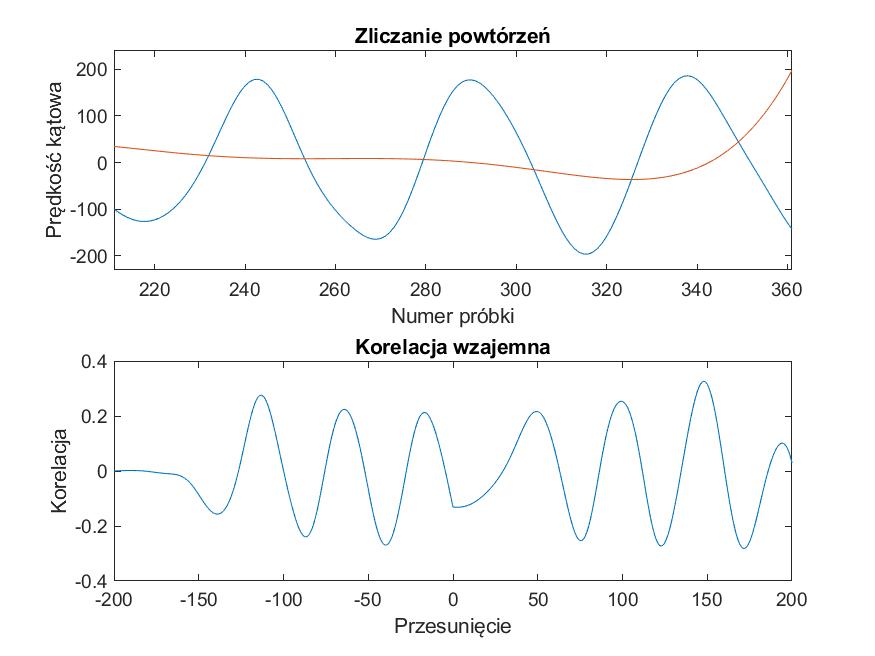 Zliczanie powtórzeń
200
100
0
-100
-200
Prędkość kątowa
220 240 260 280 300 320 340 360
Numer próbki
Korelacja wzajemna
0.4
0.2
0
-0.2
-0.4
Korelacja
-200 -150 -100 -50 0 50 100 150 200
Przesunięcie